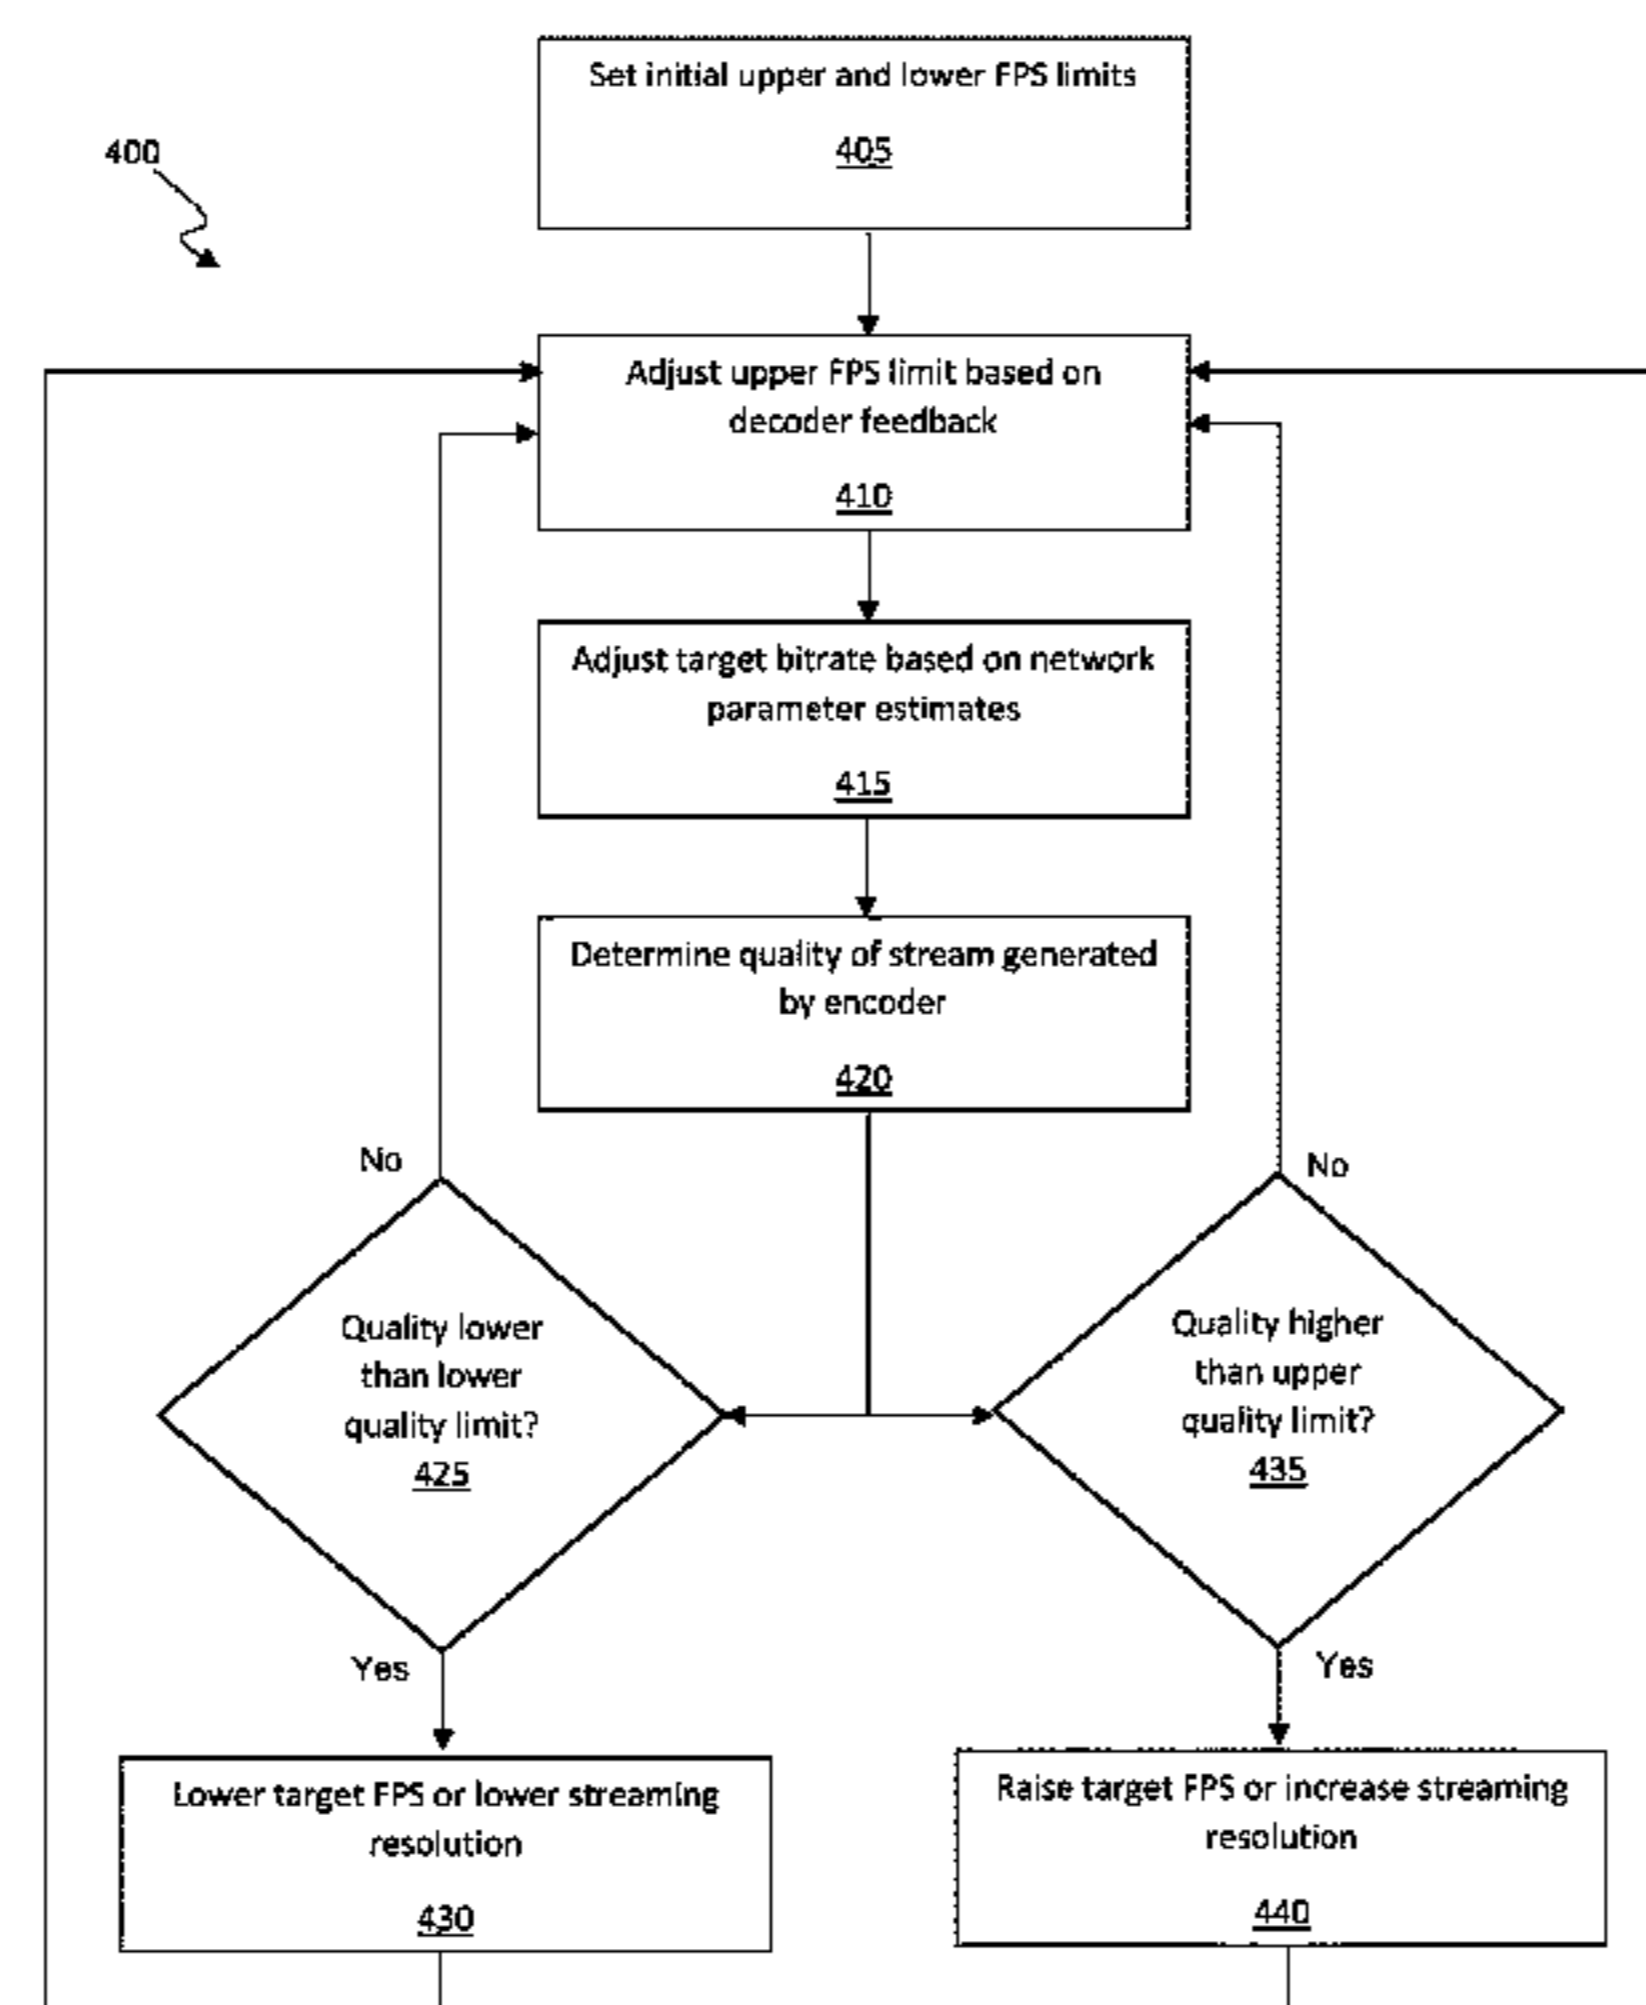 Set initial upper and lower FPS limits
405
400
Adjust upper FPS limit based on
decoder feedback
410
Adjust target bitrate based on network
parameter estimates
415
Determine quality of stream generated
by encoder
420
No
No
Quality lower
than lower
quality limit?
425
Quality higher
than upper
quality limit?
435
Yes
Yes
Lower target FPS or lower streaming
resolution
430
Raise target FPS or increase streaming
resolution
440